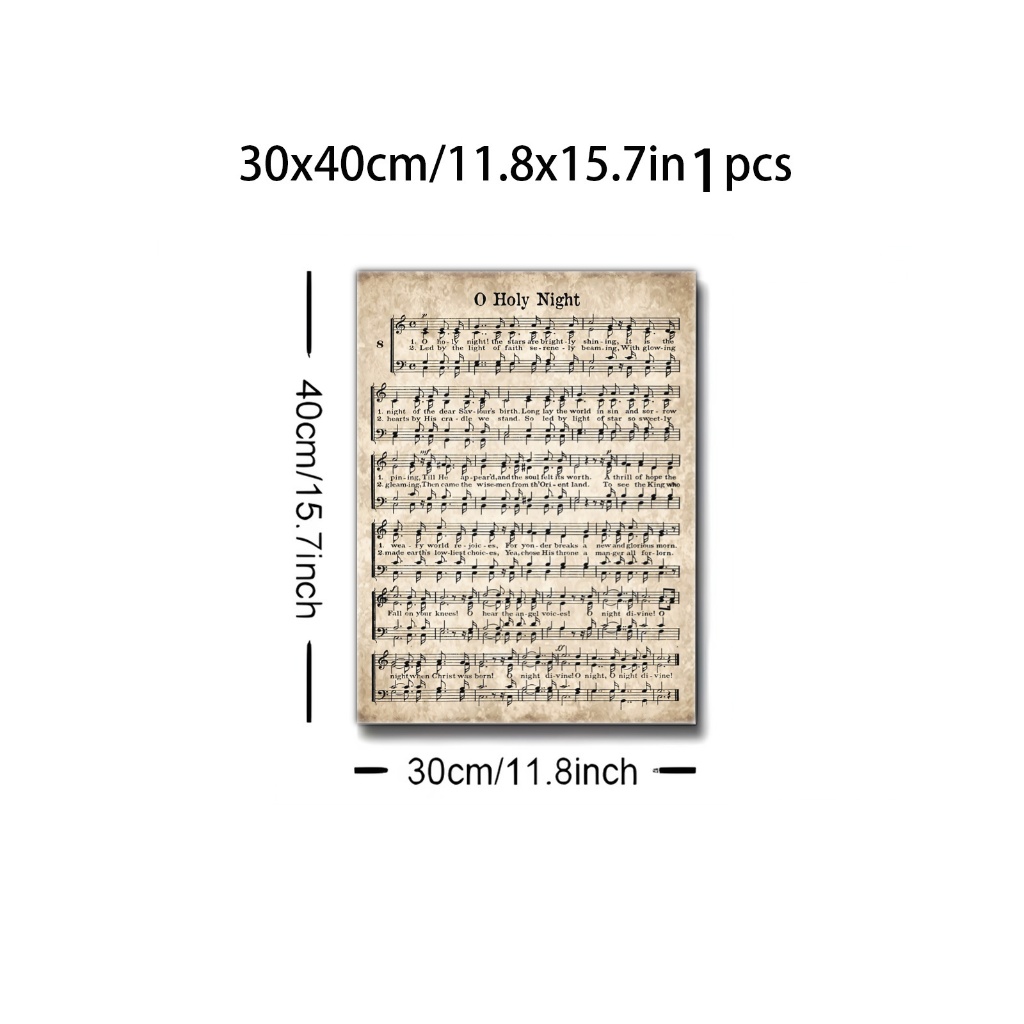 30x40cm/11.8x15.7in 1 pcs
40cm/15.7inch
O Holy Night
8
1. O ho-ly night! the stars are bright-ly shin-ing, It is the
2. Led by the light of faith se-rene-ly beam-ing, With glow-ing
1. night of the dear Sav-iour's birth. Long lay the world in sin and sor-row
2. hearts by His cra-dle we stand. So led by light of star so sweet-ly
mf
p
1. pin-ing, Till He ap-pear'd, and the soul felt its worth. A thrill of hope the
2. gleam-ing, Then came the wise-men from th'Ori-ent land. To see the King who
1. wea-ry world re-joic-es, For yon-der breaks a new and glorious morn.
2. made earth's low-liest choic-es, Yea, chose His throne a man-ger all for-lorn.
Fall on your knees! O hear the an-gel voic-es! O night di-vine! O
night when Christ was born! O night di-vine! O night, O night di-vine!
30cm/11.8inch